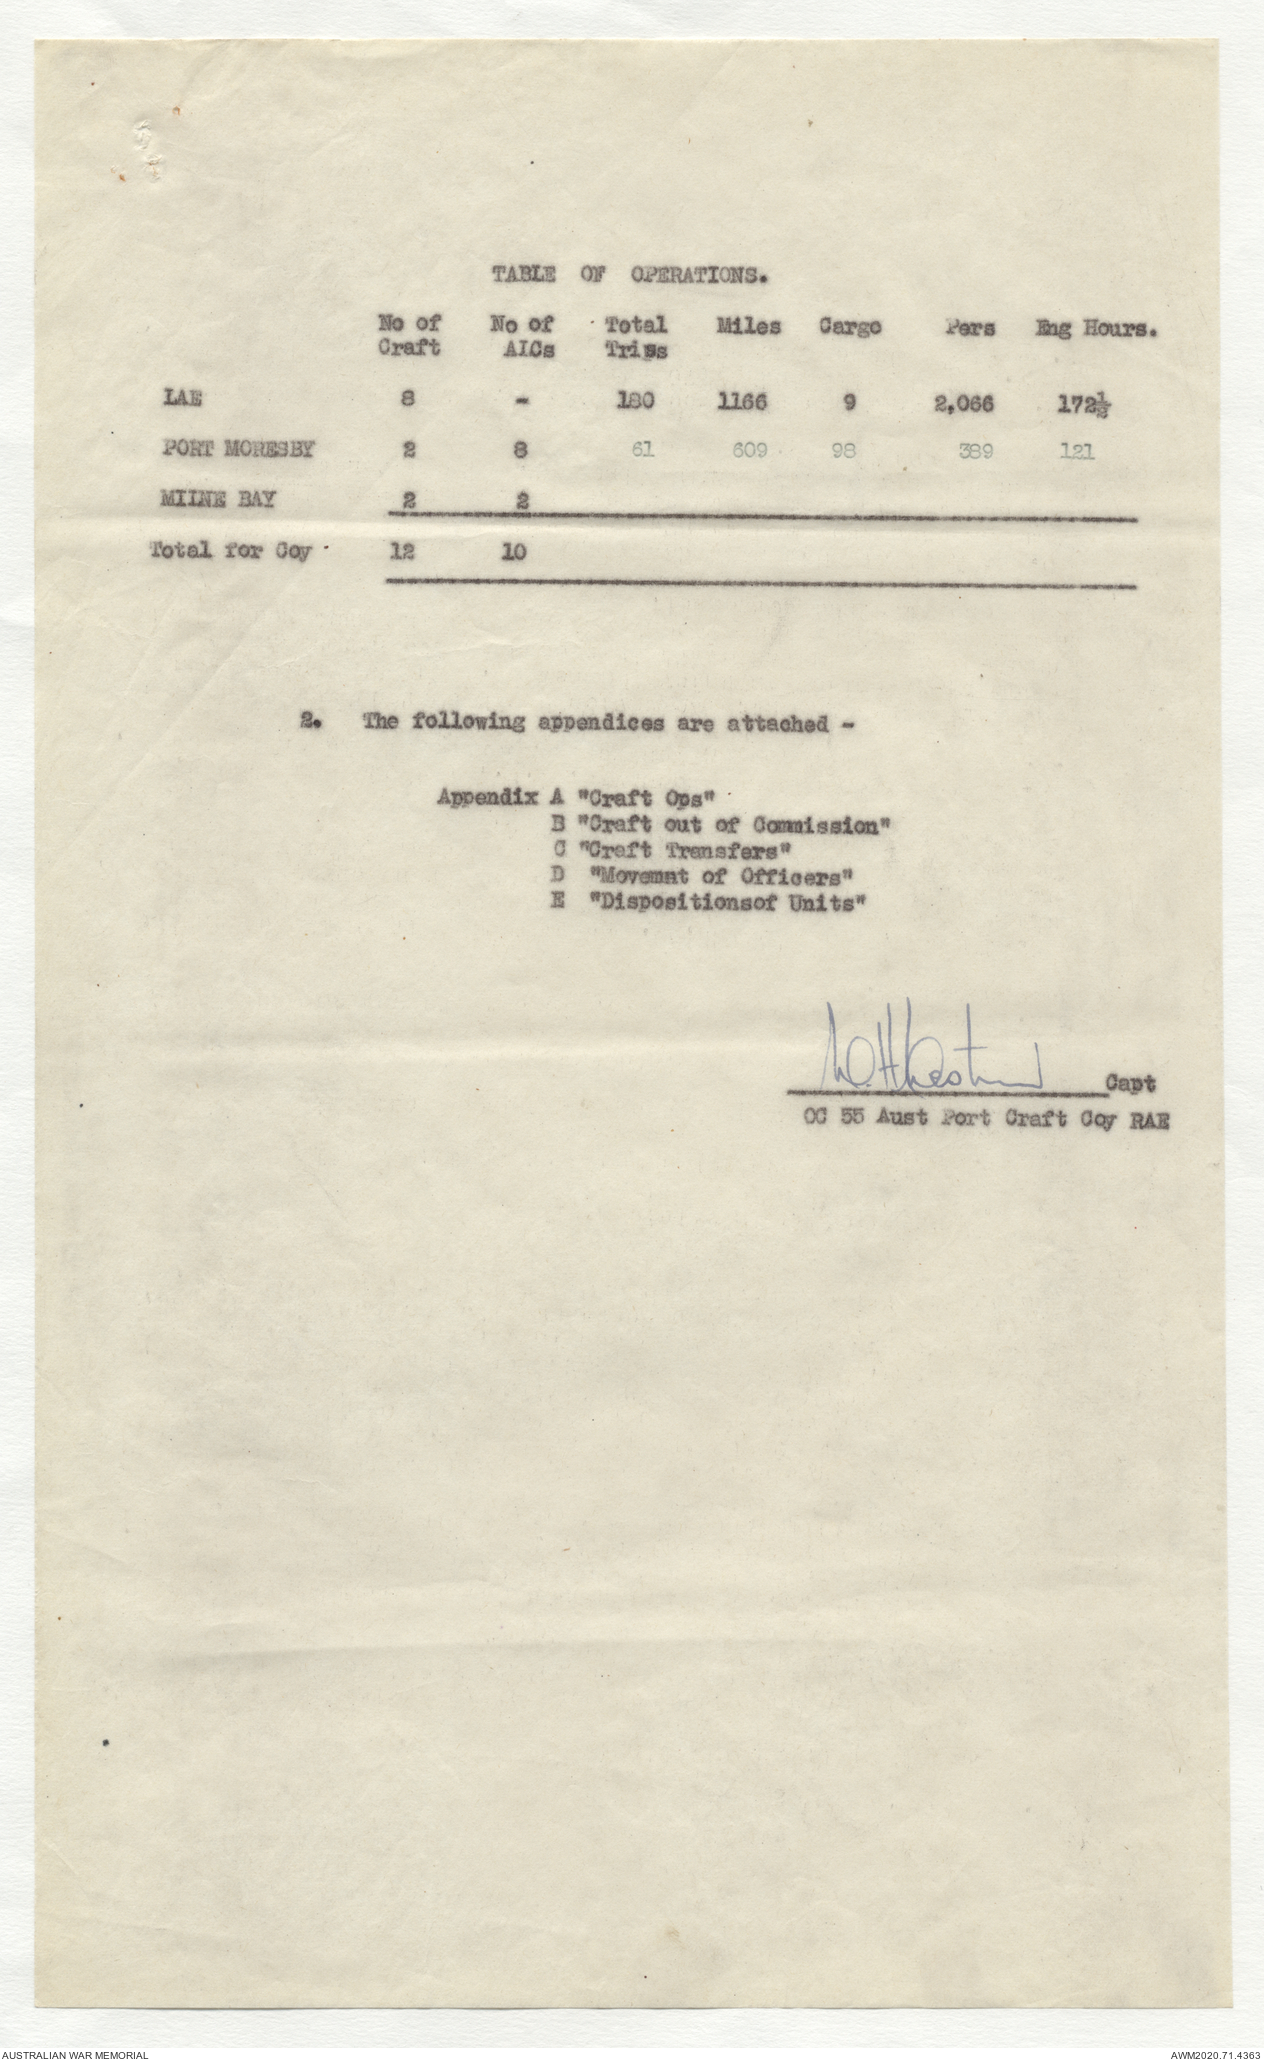 TABLE OF OPERATIONS.
No of No of Total Miles Cargo Pers Eng Hours.
Craft AICs Trips
LAE 8 - 180 1166 9 2,066 172½
PORT MORESBY 2 8 61 609 98 389 121
MILNE BAY 2 2
Total for Coy 12 10
2. The following appendices are attached -
Appendix A "Craft Ops"
B "Craft out of Commission"
C "Craft Transfers"
D "Movemnt of Officers"
E "Dispositionsof Units"
Capt
OC 55 Aust Port Craft Coy RAE
AUSTRALIAN WAR MEMORIAL
AWM2020.71.4363